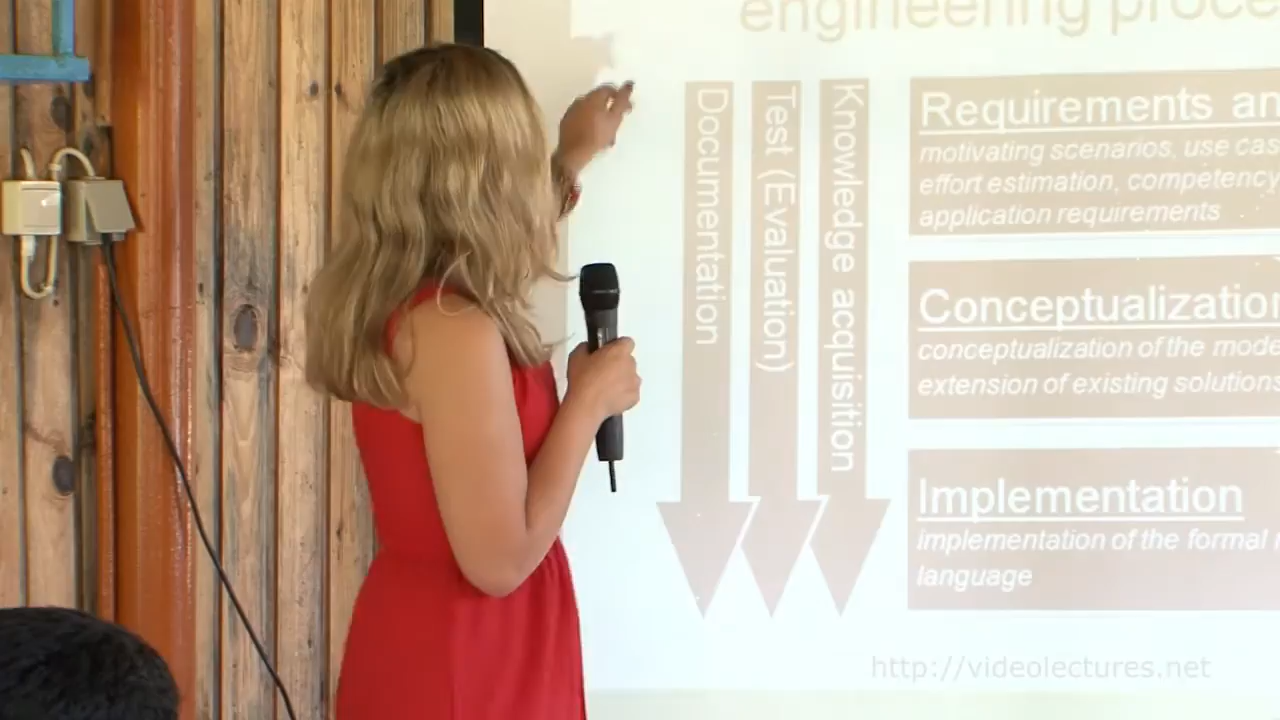 engineering proce
Documentation
Test (Evaluation)
Knowledge acquisition
Requirements an
motivating scenarios, use cas
effort estimation, competency
application requirements
Conceptualization
conceptualization of the mode
extension of existing solutions
Implementation
implementation of the formal
language
http://videolectures.net